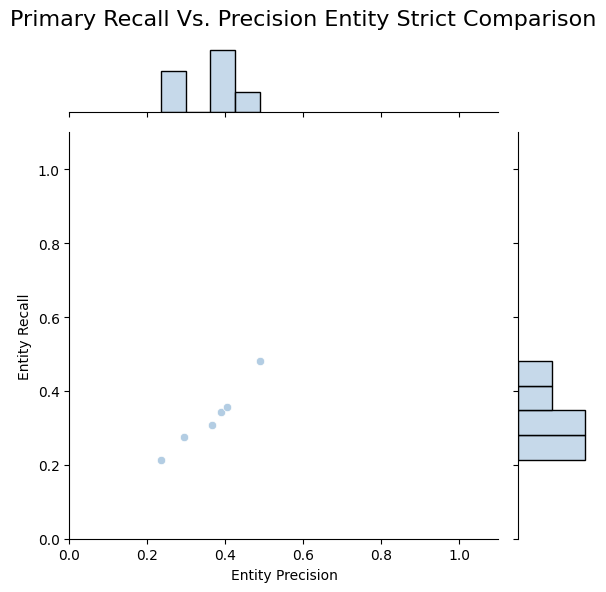 Primary Recall Vs. Precision Entity Strict Comparison
1.0
0.8
0.6
0.4
0.2
0.0
Entity Recall
0.0 0.2 0.4 0.6 0.8 1.0
Entity Precision